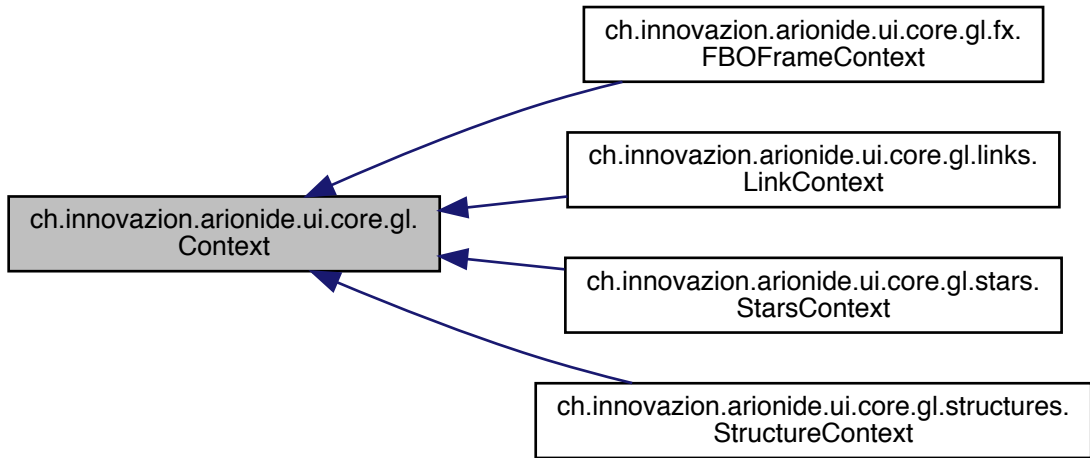 ch.innovazion.arionide.ui.core.gl.fx.
FBOFrameContext
ch.innovazion.arionide.ui.core.gl.links.
LinkContext
ch.innovazion.arionide.ui.core.gl.
Context
ch.innovazion.arionide.ui.core.gl.stars.
StarsContext
ch.innovazion.arionide.ui.core.gl.structures.
StructureContext